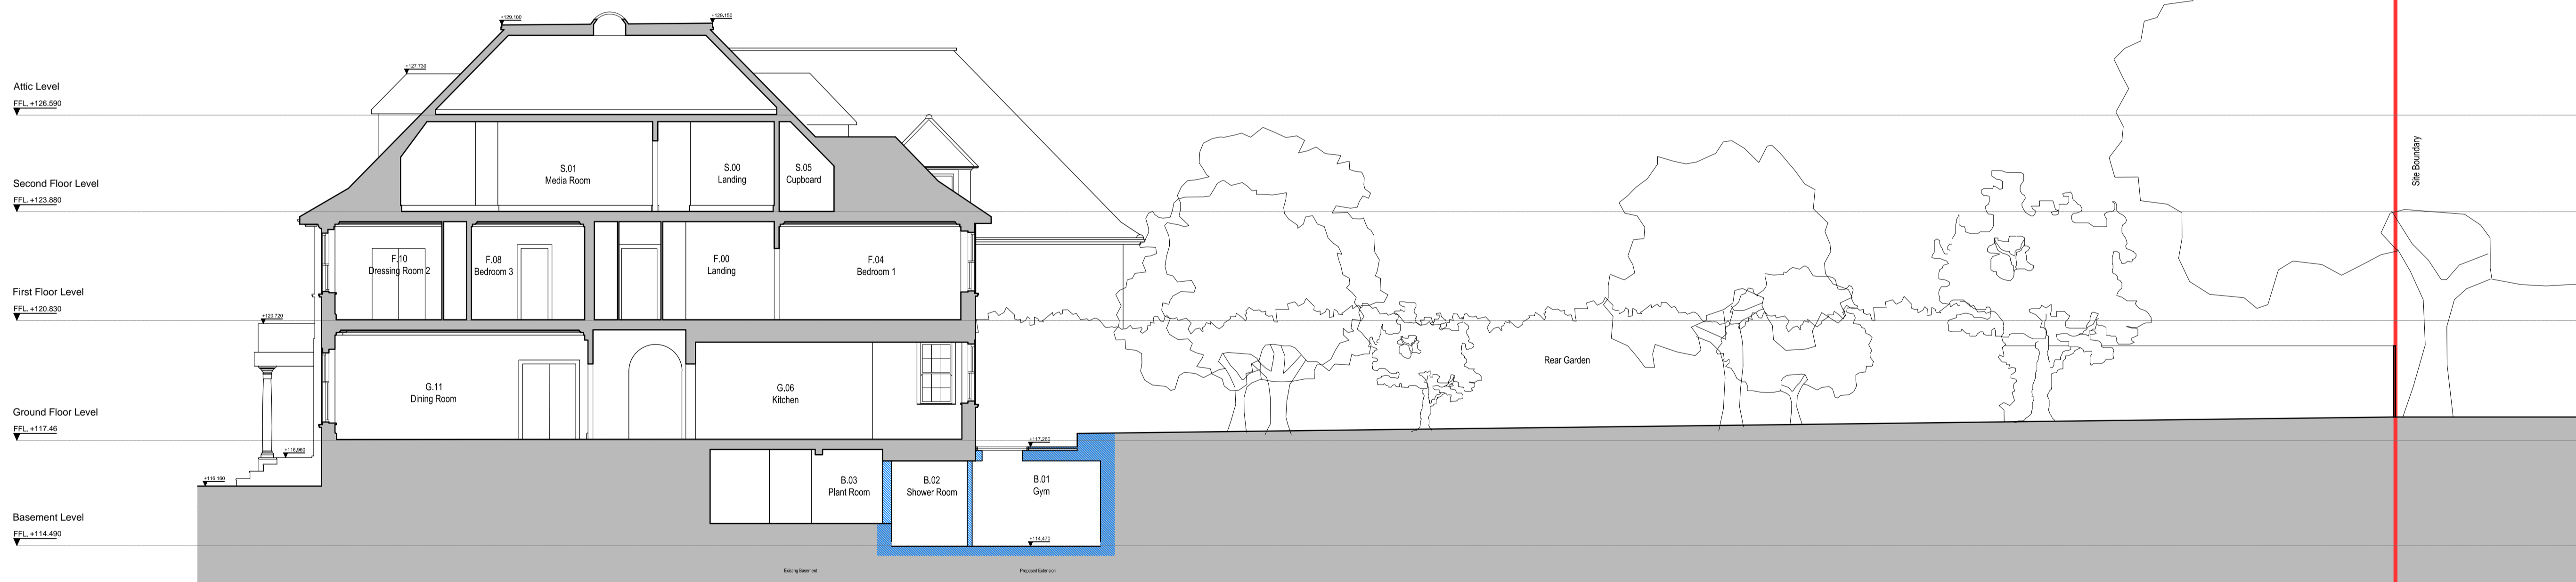 +129.100
+129.150
+127.730
Attic Level
FFL. +126.590
Site Boundary
S.01
Media Room
S.00
Landing
S.05
Cupboard
Second Floor Level
FFL. +123.880
F.10
Dressing Room 2
F.08
Bedroom 3
F.00
Landing
F.04
Bedroom 1
First Floor Level
FFL. +120.830
+120.720
Rear Garden
G.11
Dining Room
G.06
Kitchen
Ground Floor Level
FFL. +117.46
+117.260
+116.960
+116.160
B.03
Plant Room
B.02
Shower Room
B.01
Gym
Basement Level
FFL. +114.490
+114.470
Existing Basement
Proposed Extension